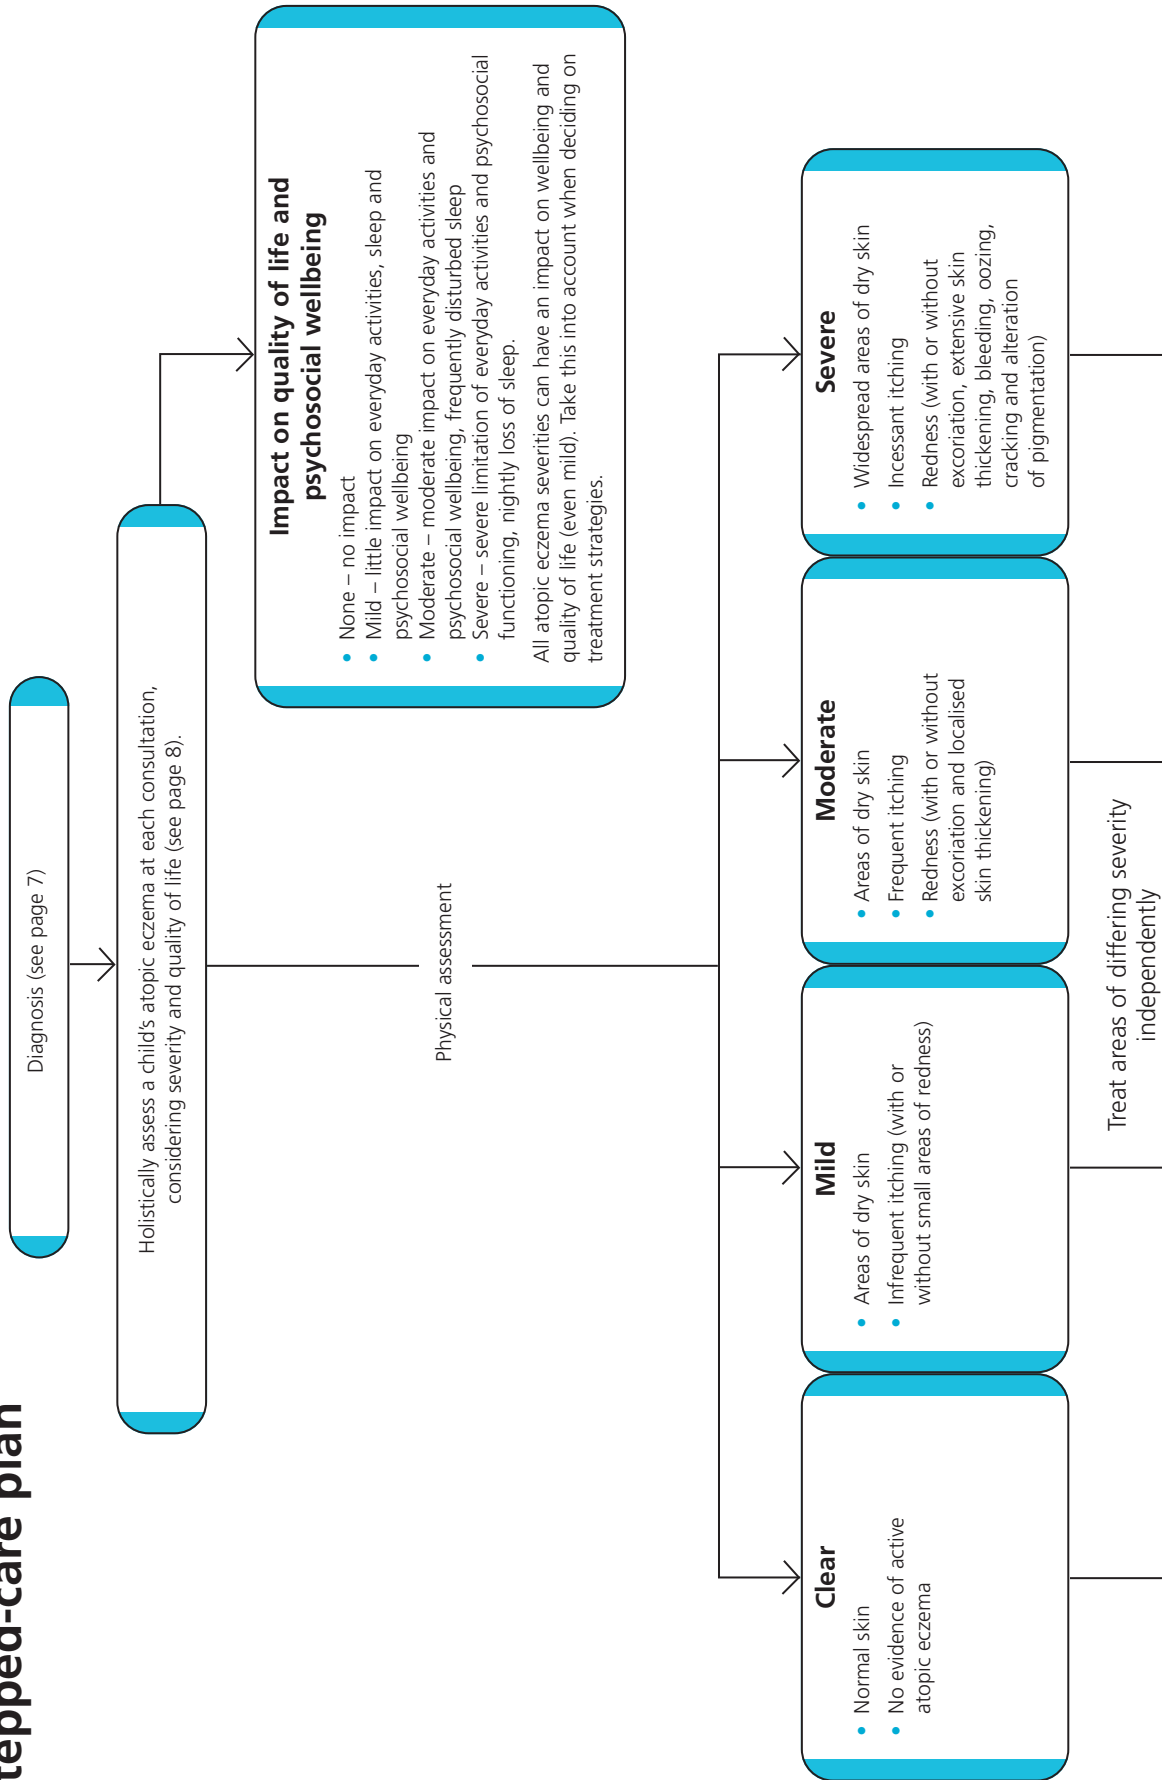 tepped-care plan
Diagnosis (see page 7)
Holistically assess a child's atopic eczema at each consultation,
considering severity and quality of life (see page 8).
Impact on quality of life and
psychosocial wellbeing
• None – no impact
• Mild – little impact on everyday activities, sleep and
psychosocial wellbeing
• Moderate – moderate impact on everyday activities and
psychosocial wellbeing, frequently disturbed sleep
• Severe – severe limitation of everyday activities and psychosocial
functioning, nightly loss of sleep.
All atopic eczema severities can have an impact on wellbeing and
quality of life (even mild). Take this into account when deciding on
treatment strategies.
Physical assessment
Clear
• Normal skin
• No evidence of active
atopic eczema
Mild
• Areas of dry skin
• Infrequent itching (with or
without small areas of redness)
Moderate
• Areas of dry skin
• Frequent itching
• Redness (with or without
excoriation and localised
skin thickening)
Severe
• Widespread areas of dry skin
• Incessant itching
• Redness (with or without
excoriation, extensive skin
thickening, bleeding, oozing,
cracking and alteration
of pigmentation)
Treat areas of differing severity
independently